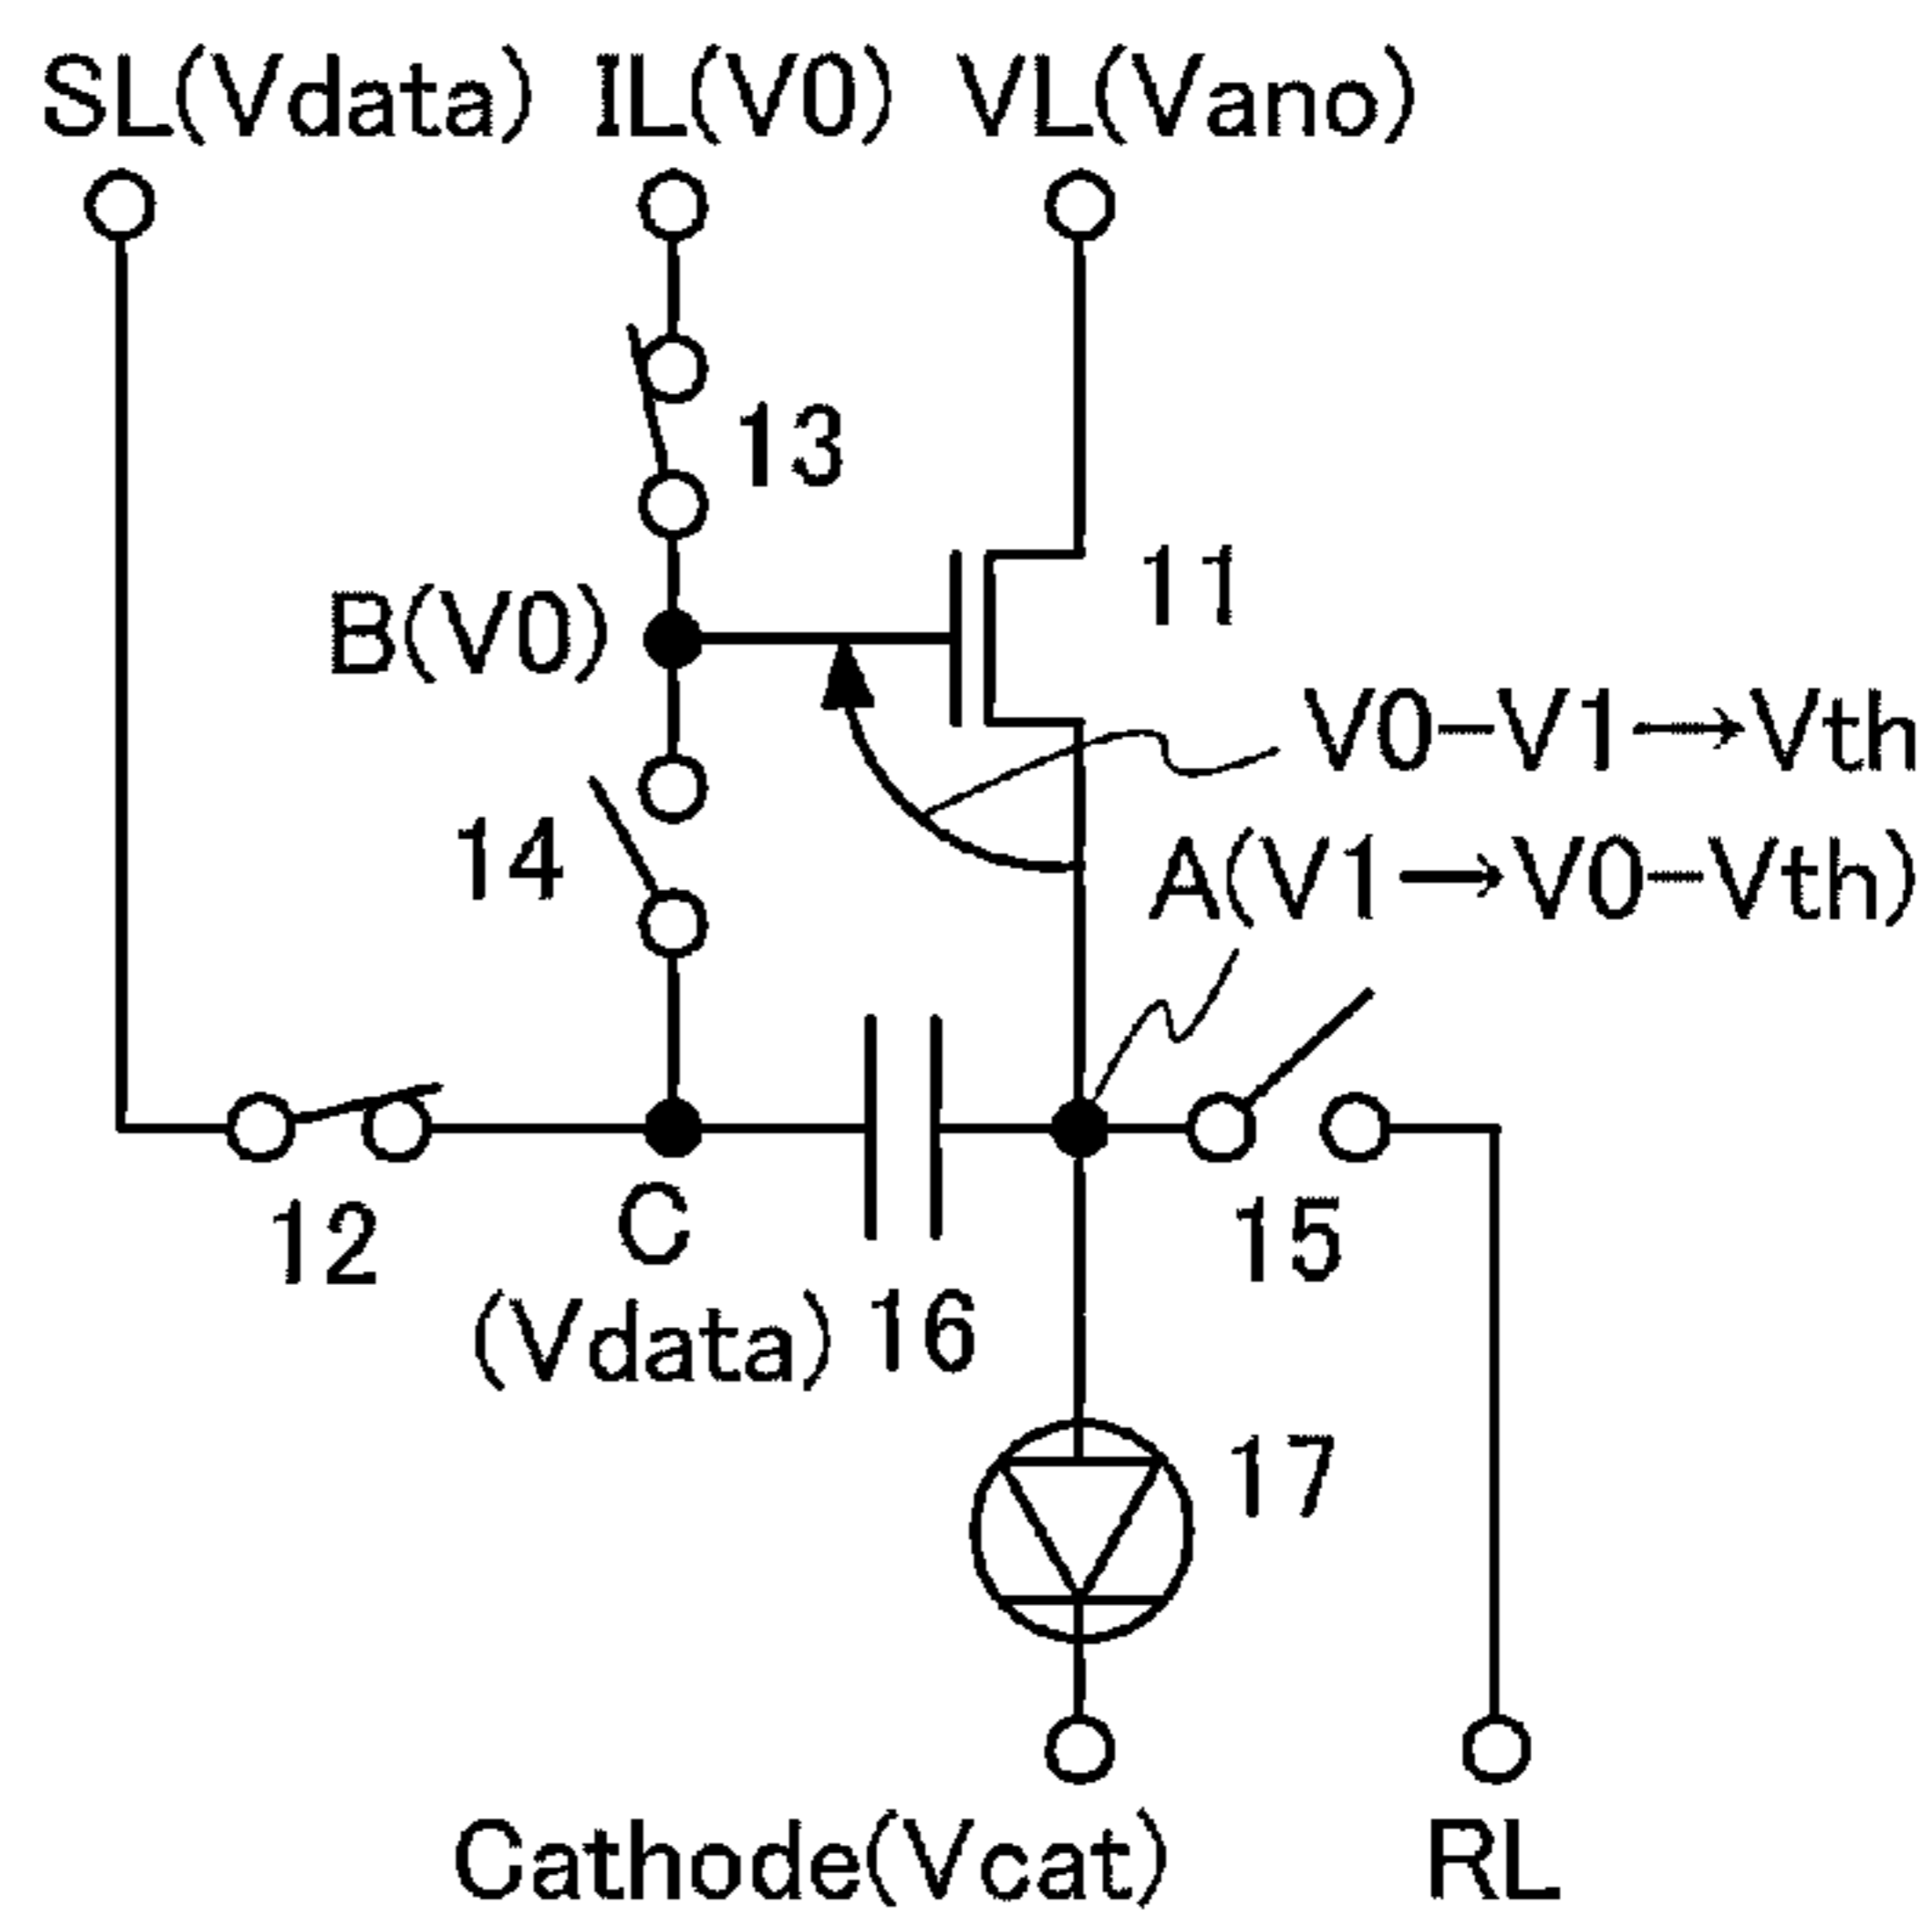 SL(Vdata) IL(V0) VL(Vano)
13
11
B(V0)
V0-V1→Vth
14
A(V1→V0-Vth)
12
C
15
(Vdata)
16
17
Cathode(Vcat)
RL